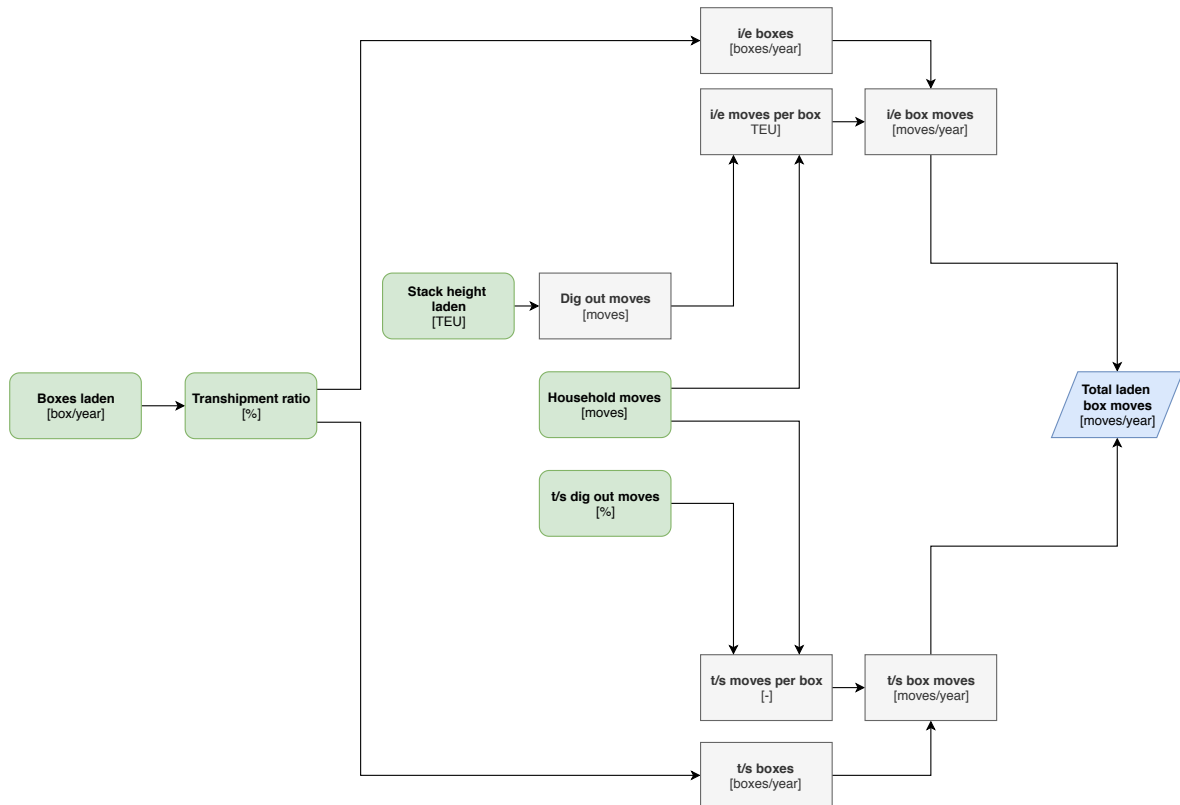 i/e boxes
[boxes/year]
i/e moves per box
TEU]
i/e box moves
[moves/year]
Stack height
laden
[TEU]
Dig out moves
[moves]
Boxes laden
[box/year]
Transhipment ratio
[%]
Household moves
[moves]
Total laden
box moves
[moves/year]
t/s dig out moves
[%]
t/s moves per box
[-]
t/s box moves
[moves/year]
t/s boxes
[boxes/year]